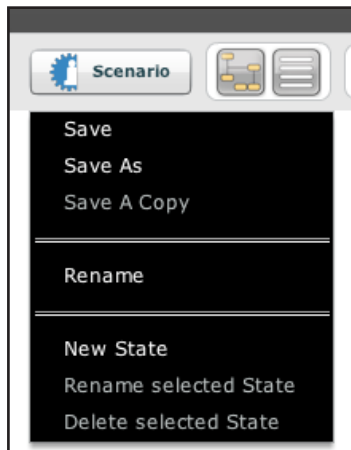 Scenario
Save
Save As
Save A Copy
Rename
New State
Rename selected State
Delete selected State